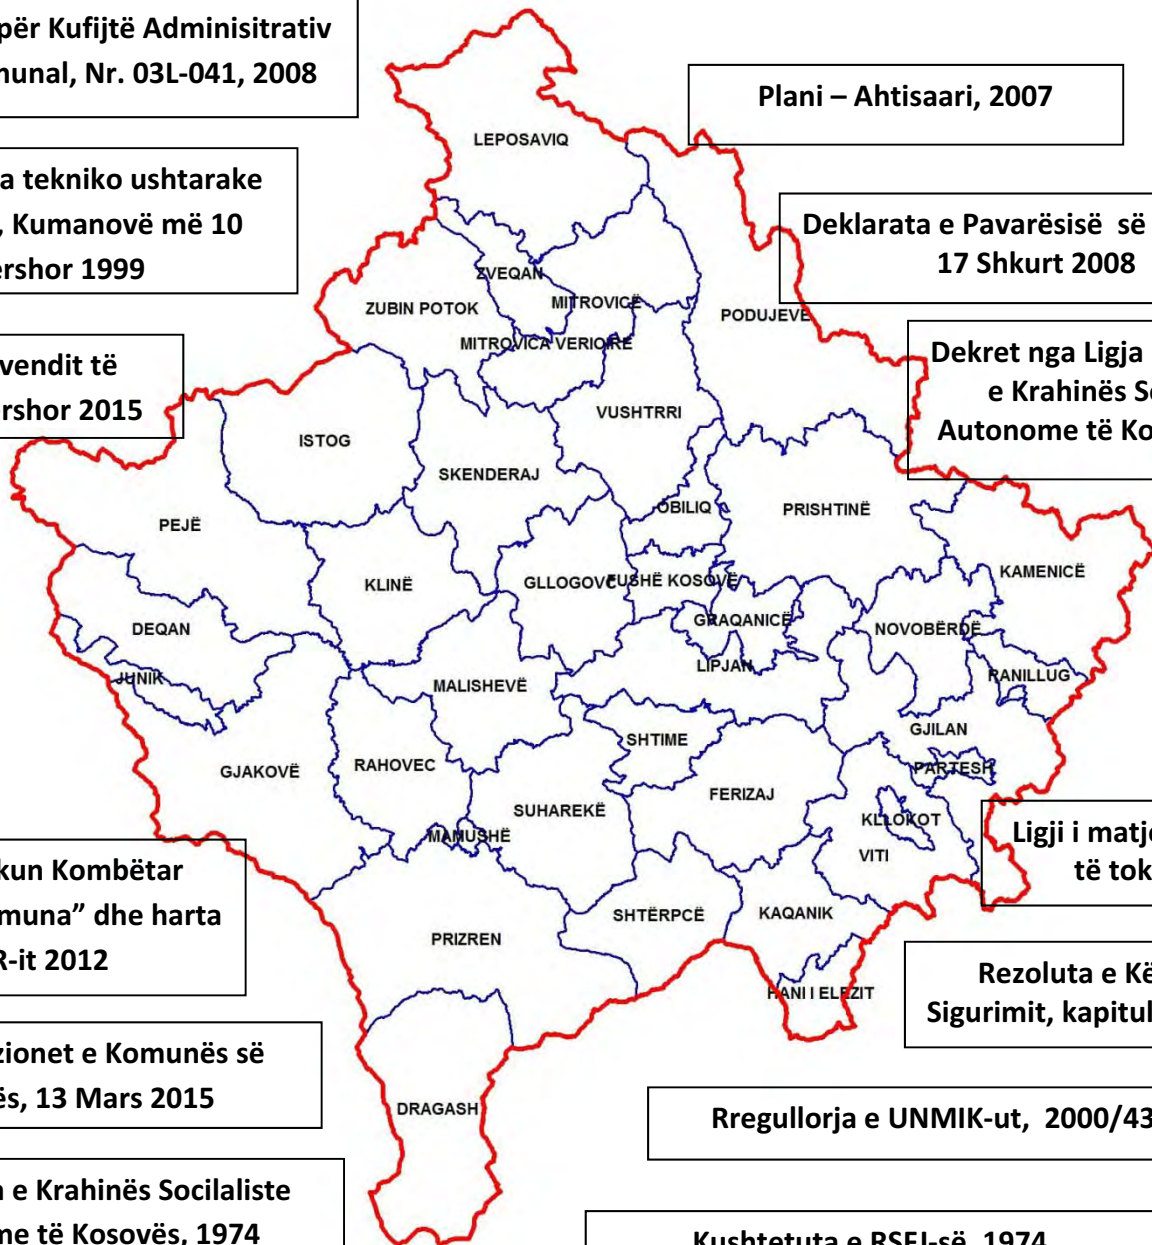 për Kufijtë Adminisitrativ
munal, Nr. 03L-041, 2008
Plani – Ahtisaari, 2007
LEPOSAVIQ
a tekniko ushtarake
, Kumanovë më 10
ershor 1999
Deklarata e Pavarësisë së
17 Shkurt 2008
ZVEQAN
ZUBIN POTOK
MITROVICË
PODUJEVË
MITROVICA VERIORE
vendit të
ershor 2015
Dekret nga Ligja
e Krahinës S
Autonome të Ko
ISTOG
VUSHTRRI
SKENDERAJ
PEJË
OBILIQ
PRISHTINË
KAMENICË
KLINË
GLLOGOVC
FUSHË KOSOVË
GRAQANICË
DEQAN
NOVOBËRDË
LIPJAN
JUNIK
MALISHEVË
RANILLUG
SHTIME
GJILAN
GJAKOVË
RAHOVEC
PARTESH
FERIZAJ
SUHAREKË
KLLOKOT
MAMUSHË
VITI
Ligji i matje
të tok
kun Kombëtar
muna” dhe harta
R-it 2012
SHTËRPCË
KAQANIK
PRIZREN
Rezoluta e Kë
Sigurimit, kapitul
HANI I ELEZIT
zionet e Komunës së
ës, 13 Mars 2015
DRAGASH
Rregullorja e UNMIK-ut, 2000/43
a e Krahinës Socilaliste
me të Kosovës, 1974
Kushtetuta e RSFJ-së, 1974